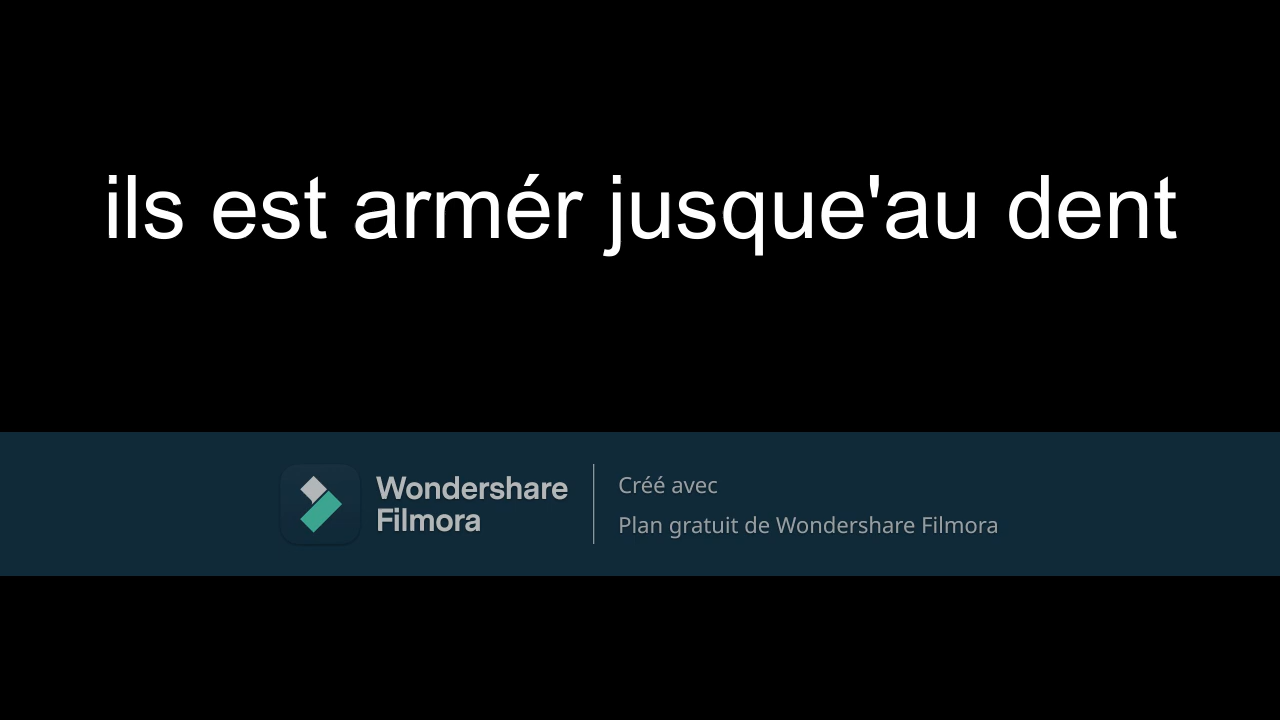 ils est armér jusque'au dent
Wondershare
Filmora
Créé avec
Plan gratuit de Wondershare Filmora